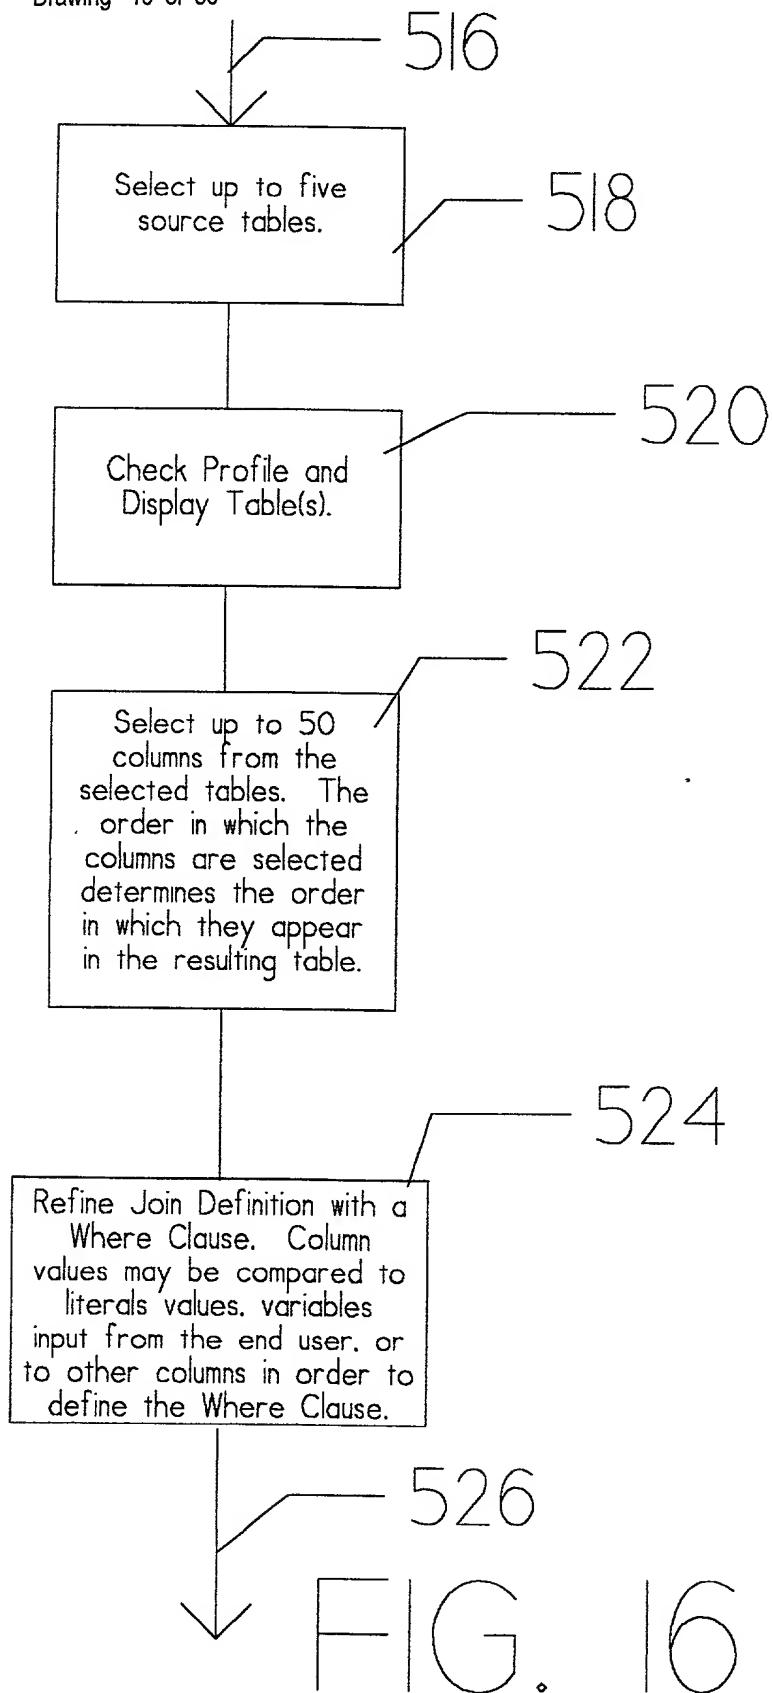 516
Select up to five
source tables.
518
520
Check Profile and
Display Table(s).
522
Select up to 50
columns from the
selected tables. The
order in which the
columns are selected
determines the order
in which they appear
in the resulting table.
524
Refine Join Definition with a
Where Clause. Column
values may be compared to
literals values. variables
input from the end user. or
to other columns in order to
define the Where Clause.
526
FIG. 16